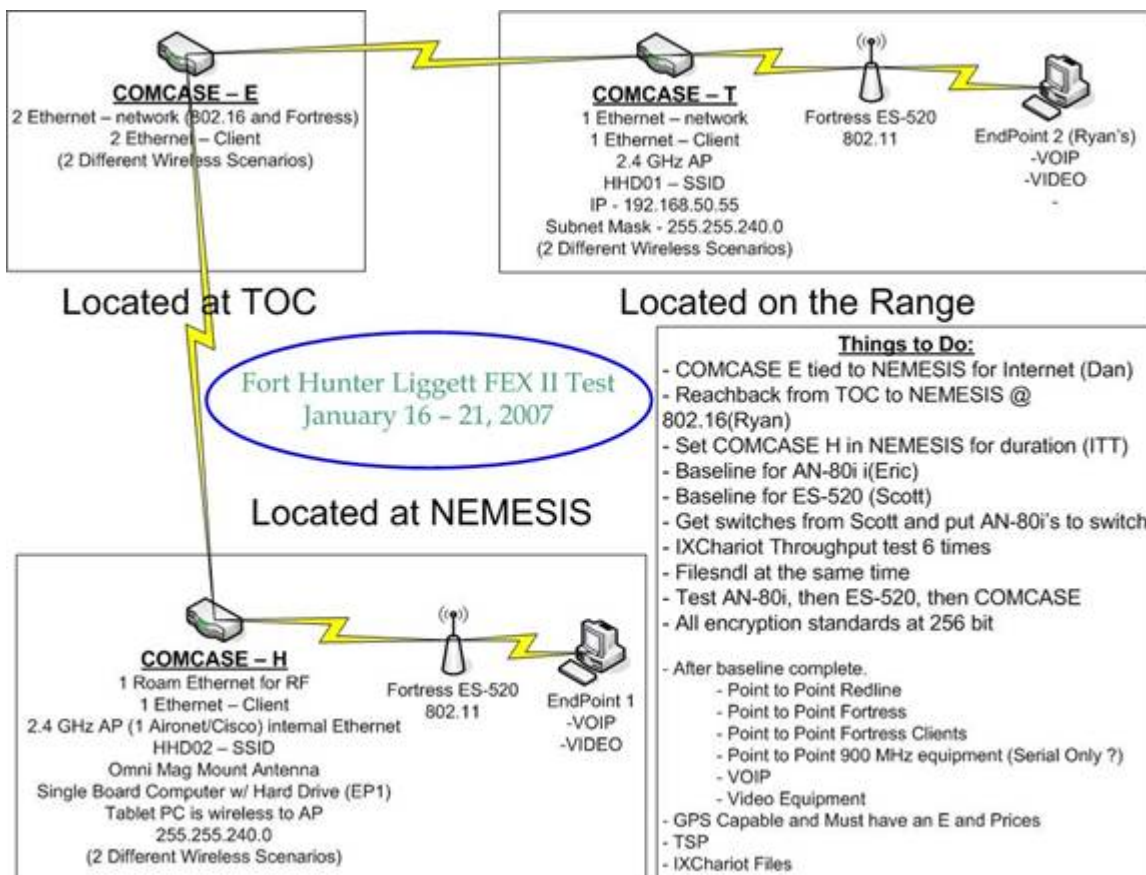 COMCASE – E
2 Ethernet – network (802.16 and Fortress)
2 Ethernet – Client
(2 Different Wireless Scenarios)
COMCASE – T
1 Ethernet – network
1 Ethernet – Client
2.4 GHz AP
HHD01 – SSID
IP - 192.168.50.55
Subnet Mask - 255.255.240.0
(2 Different Wireless Scenarios)
Fortress ES-520
802.11
EndPoint 2 (Ryan's)
-VOIP
-VIDEO
-
Located at TOC
Located on the Range
Fort Hunter Liggett FEX II Test
January 16 – 21, 2007
Located at NEMESIS
COMCASE – H
1 Roam Ethernet for RF
1 Ethernet – Client
2.4 GHz AP (1 Aironet/Cisco) internal Ethernet
HHD02 – SSID
Omni Mag Mount Antenna
Single Board Computer w/ Hard Drive (EP1)
Tablet PC is wireless to AP
255.255.240.0
(2 Different Wireless Scenarios)
Fortress ES-520
802.11
EndPoint 1
-VOIP
-VIDEO
Things to Do:
- COMCASE E tied to NEMESIS for Internet (Dan)
- Reachback from TOC to NEMESIS @
802.16(Ryan)
- Set COMCASE H in NEMESIS for duration (ITT)
- Baseline for AN-80i i(Eric)
- Baseline for ES-520 (Scott)
- Get switches from Scott and put AN-80i's to switch
- IXChariot Throughput test 6 times
- Filesndl at the same time
- Test AN-80i, then ES-520, then COMCASE
- All encryption standards at 256 bit
- After baseline complete.
- Point to Point Redline
- Point to Point Fortress
- Point to Point Fortress Clients
- Point to Point 900 MHz equipment (Serial Only ?)
- VOIP
- Video Equipment
- GPS Capable and Must have an E and Prices
- TSP
- IXChariot Files